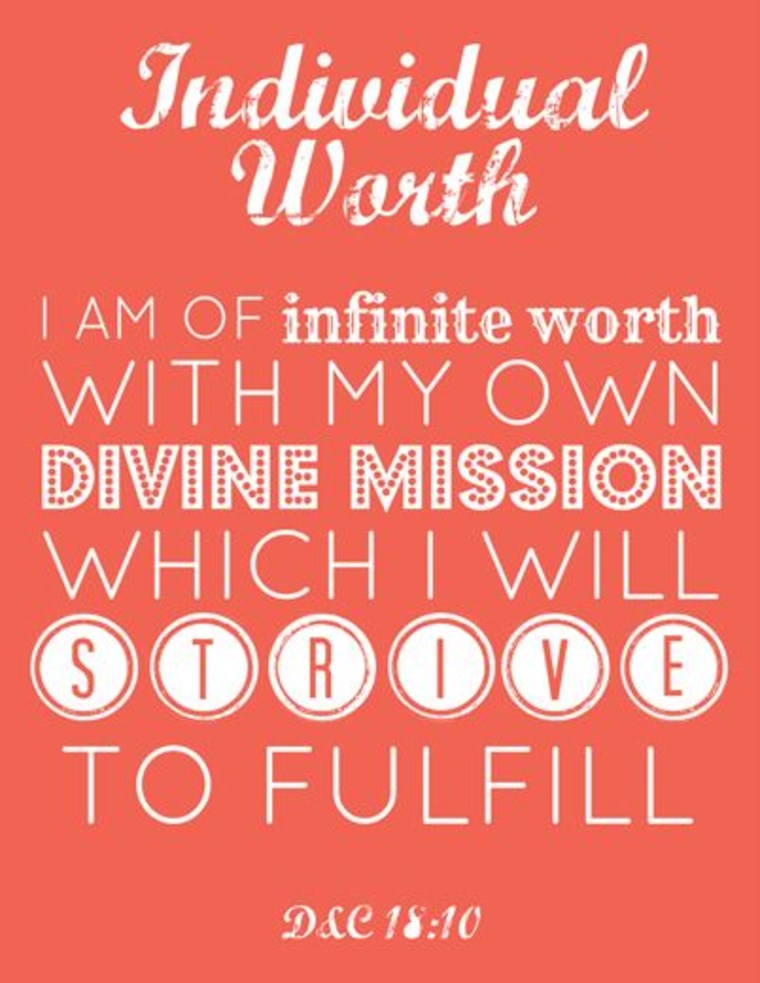 Individual
Worth
I AM OF infinite worth
WITH MY OWN
DIVINE MISSION
WHICH I WILL
STRIVE
TO FULFILL
D&C 18:10